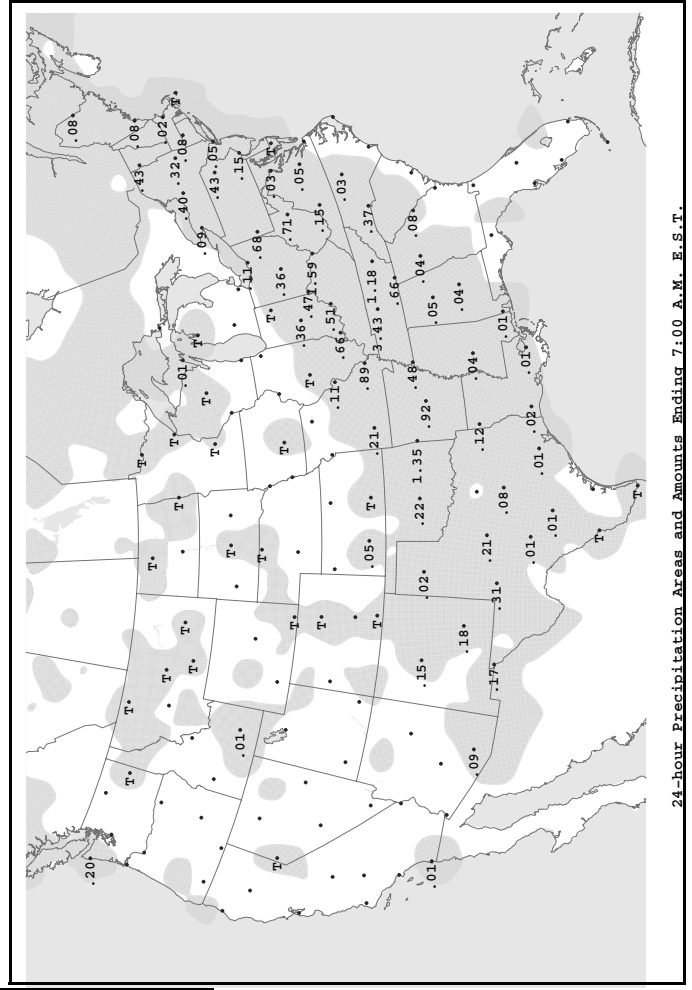 .08
.20
T
T
.08
.43
T
T
.02
T
T
.32
T
T
.01
.40
.08
T
T
T
.09
T
.43
.05
T
T
.01
.15
.11
.68
T
T
.03
T
T
.36
T
.71
T
.36
.05
.47
1.59
T
.15
T
.51
.11
.66
.03
.89
.37
.05
T
1.18
.21
3.43
T
.66
.48
.08
1.35
.22
.04
.15
.02
.92
.01
.05
.04
.18
.04
.09
.12
.21
.17
.31
.01
.08
.01
.01
.02
.01
.01
T
T
24-hour Precipitation Areas and Amounts Ending 7:00 A.M. E.S.T.